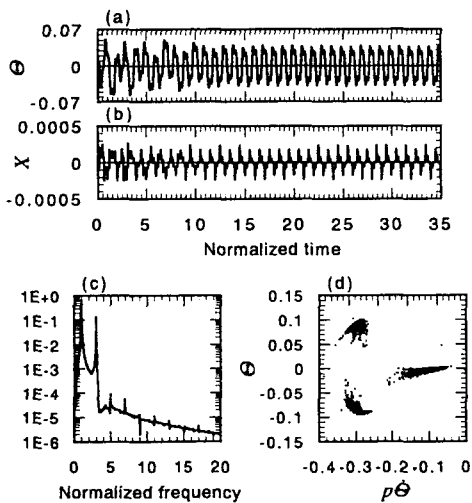 (a)
0.07
Θ 0
-0.07
(b)
0.0005
X 0
-0.0005
0 5 10 15 20 25 30 35
Normalized time
(c)
1E+0
1E-1
1E-2
1E-3
1E-4
1E-5
1E-6
0 5 10 15 20
Normalized frequency
(d)
0.15
0.1
0.05
Θ 0
-0.05
-0.1
-0.15
-0.4 -0.3 -0.2 -0.1 0
pΘ̇